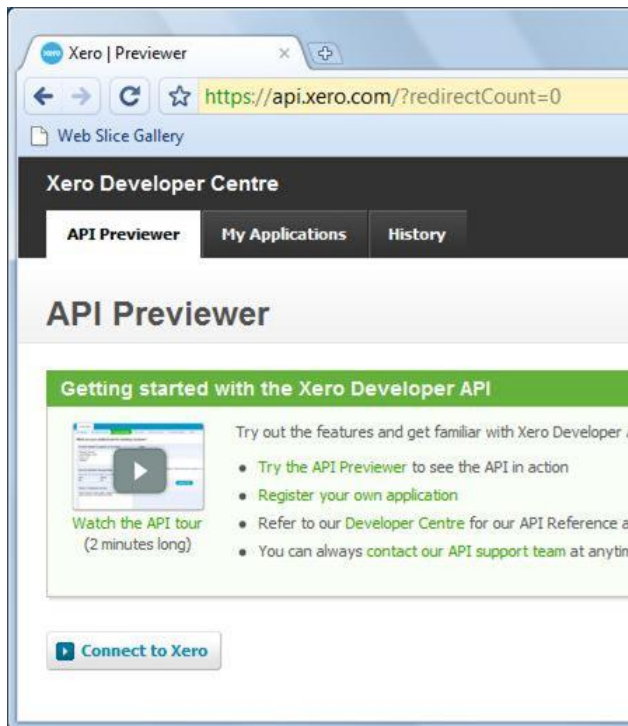 Xero | Previewer
https://api.xero.com/?redirectCount=0
Web Slice Gallery
Xero Developer Centre
API Previewer My Applications History
API Previewer
Getting started with the Xero Developer API
Try out the features and get familiar with Xero Developer
Try the API Previewer to see the API in action
Register your own application
Watch the API tour
(2 minutes long)
Refer to our Developer Centre for our API Reference a
You can always contact our API support team at anytim
Connect to Xero